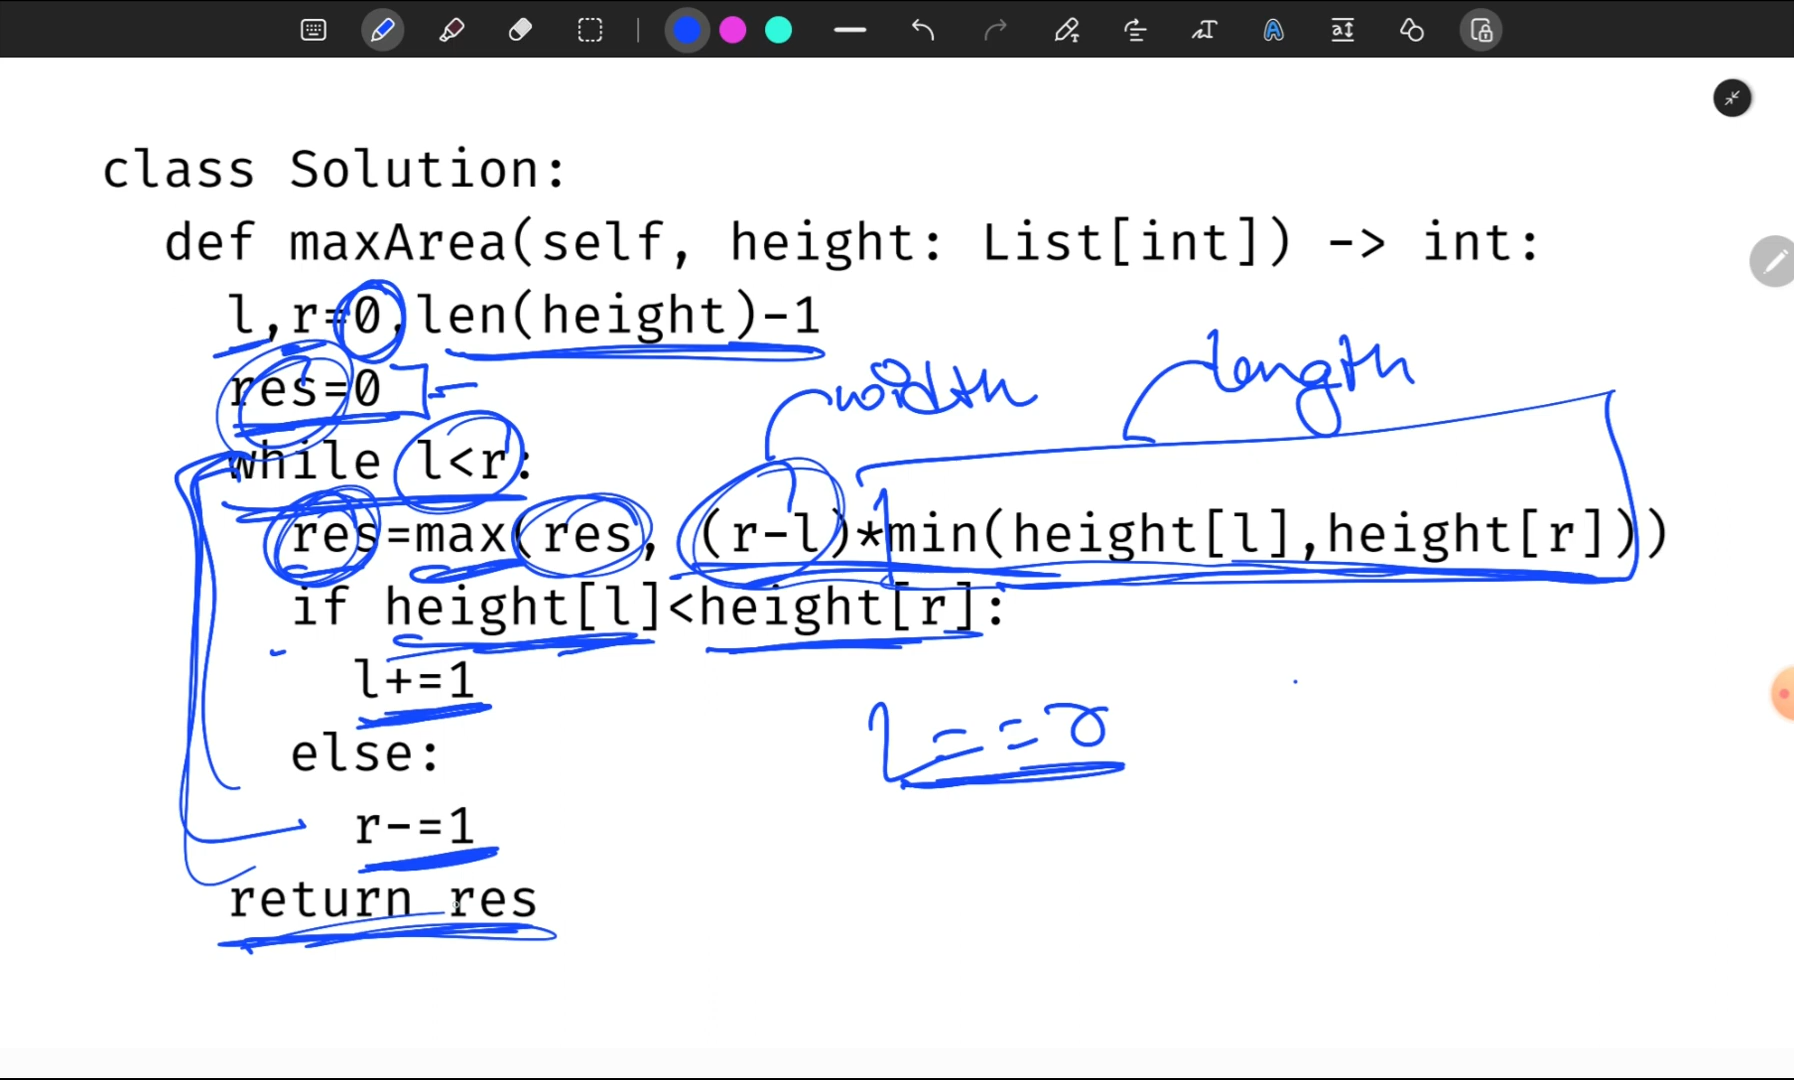 class Solution:
def maxArea(self, height: List[int]) -> int:
l,r=0,len(height)-1
res=0
width
length
while l<r:
res=max(res, (r-l)*min(height[l],height[r]))
if height[l]<height[r]:
l+=1
l==r
else:
r-=1
return res